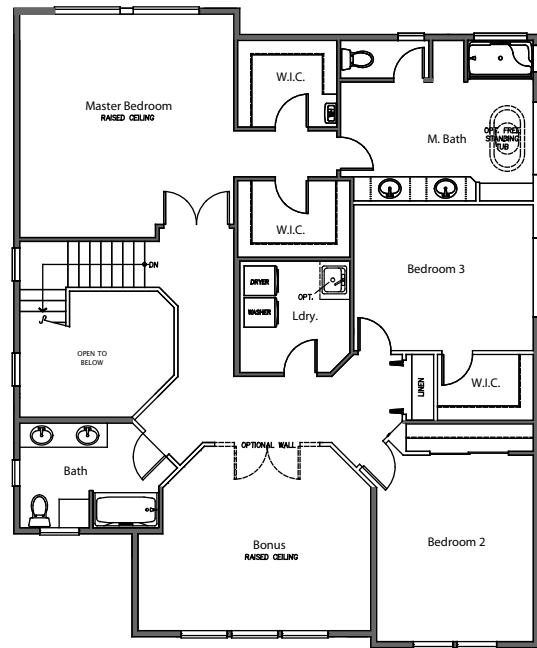 W.I.C.
Master Bedroom
RAISED CEILING
M. Bath
OPT. FREE
STANDING
TUB
W.I.C.
Bedroom 3
DN
DRYER
OPT.
WASHER
Ldry.
OPEN TO
BELOW
LINEN
W.I.C.
OPTIONAL WALL
Bath
Bonus
RAISED CEILING
Bedroom 2